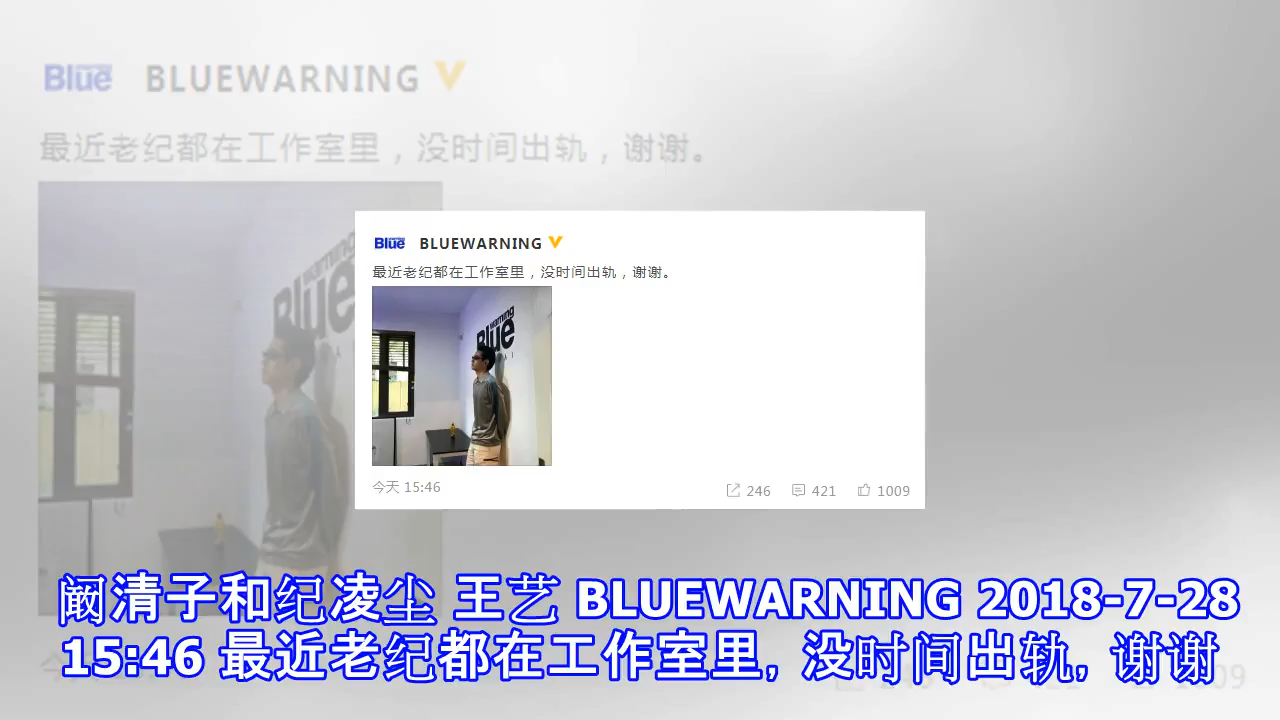 Blue BLUEWARNING
最近老纪都在工作室里，没时间出轨，谢谢。
warning
Blue
Blue BLUEWARNING
最近老纪都在工作室里，没时间出轨，谢谢。
warning
Blue
今天 15:46
246 421 1009
阚清子和纪凌尘 王艺 BLUEWARNING 2018-7-28
15:46 最近老纪都在工作室里, 没时间出轨, 谢谢